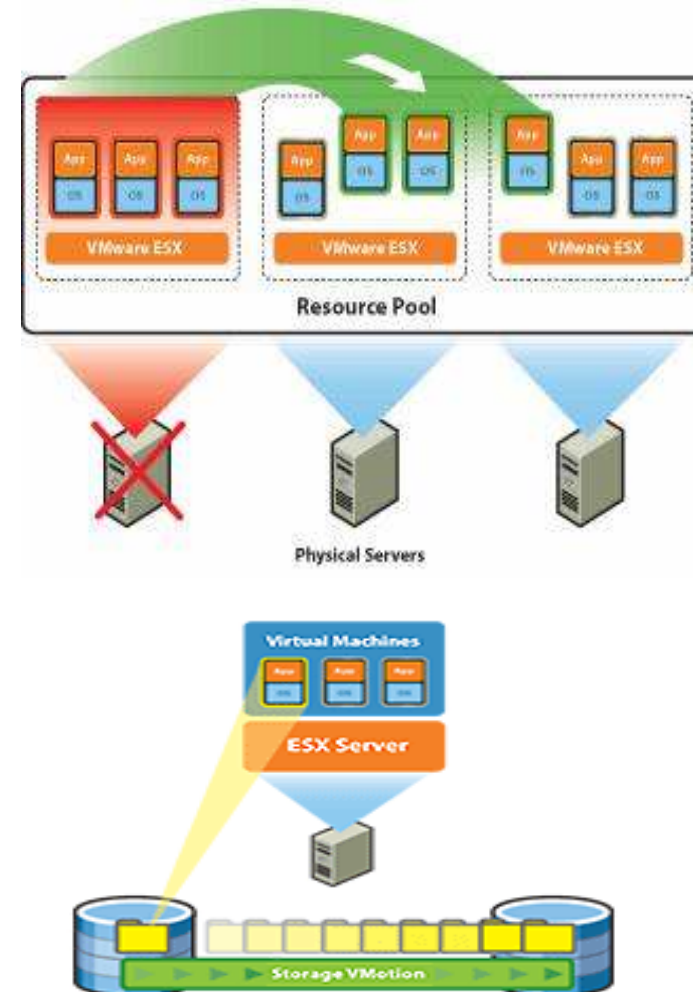 App App
App App App App App App App
OS OS
OS OS OS OS OS OS OS
VMware ESX VMware ESX VMware ESX
Resource Pool
Physical Servers
Virtual Machines
App App App
OS OS OS
ESX Server
Storage VMotion